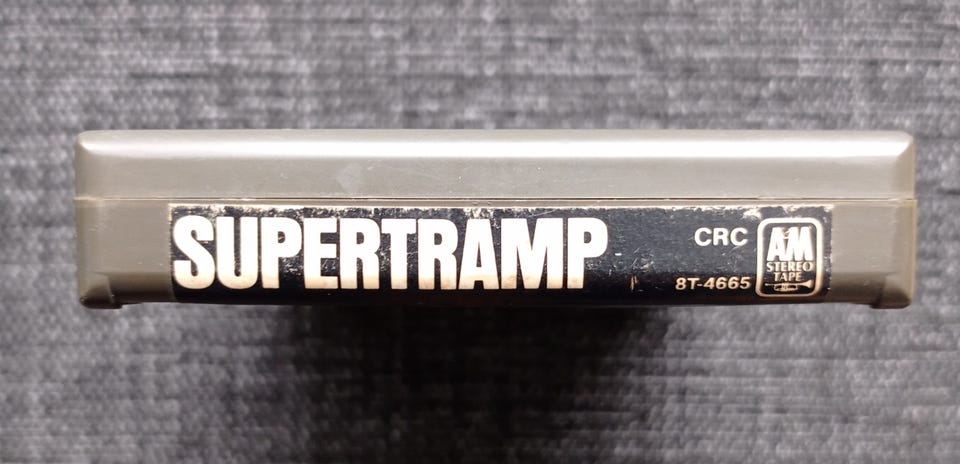 SUPERTRAMP
CRC
8T-4665
A&M
STEREO
TAPE